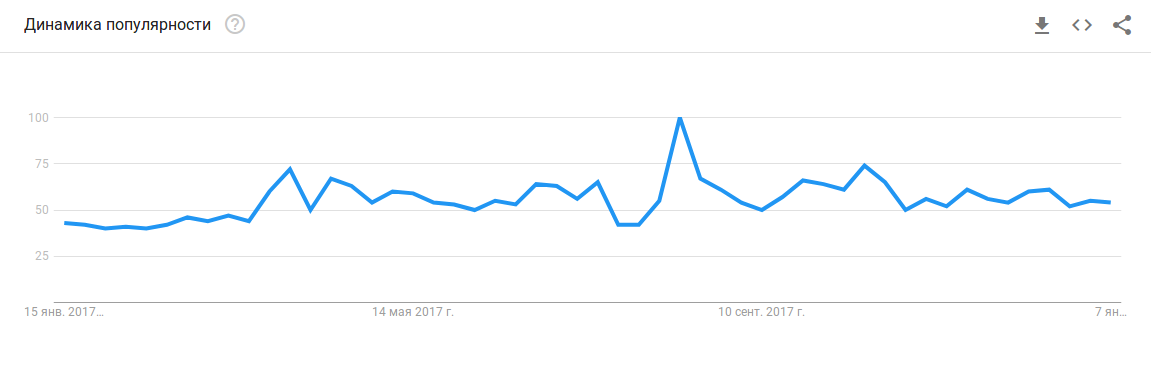 Динамика популярности ?
100
75
50
25
15 янв. 2017…
14 мая 2017 г.
10 сент. 2017 г.
7 ян…